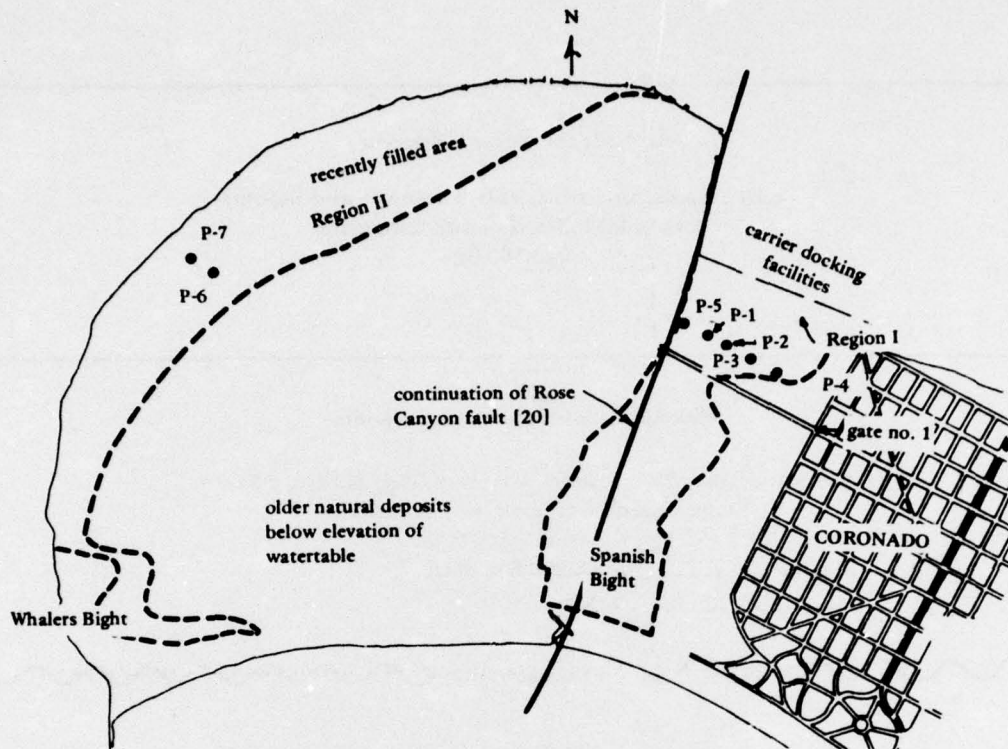 N
recently filled area
Region II
P-7
P-6
carrier docking
facilities
P-5
P-1
P-2
Region I
P-3
P-4
continuation of Rose
Canyon fault [20]
gate no. 1
older natural deposits
below elevation of
watertable
Spanish
Bight
CORONADO
Whalers Bight